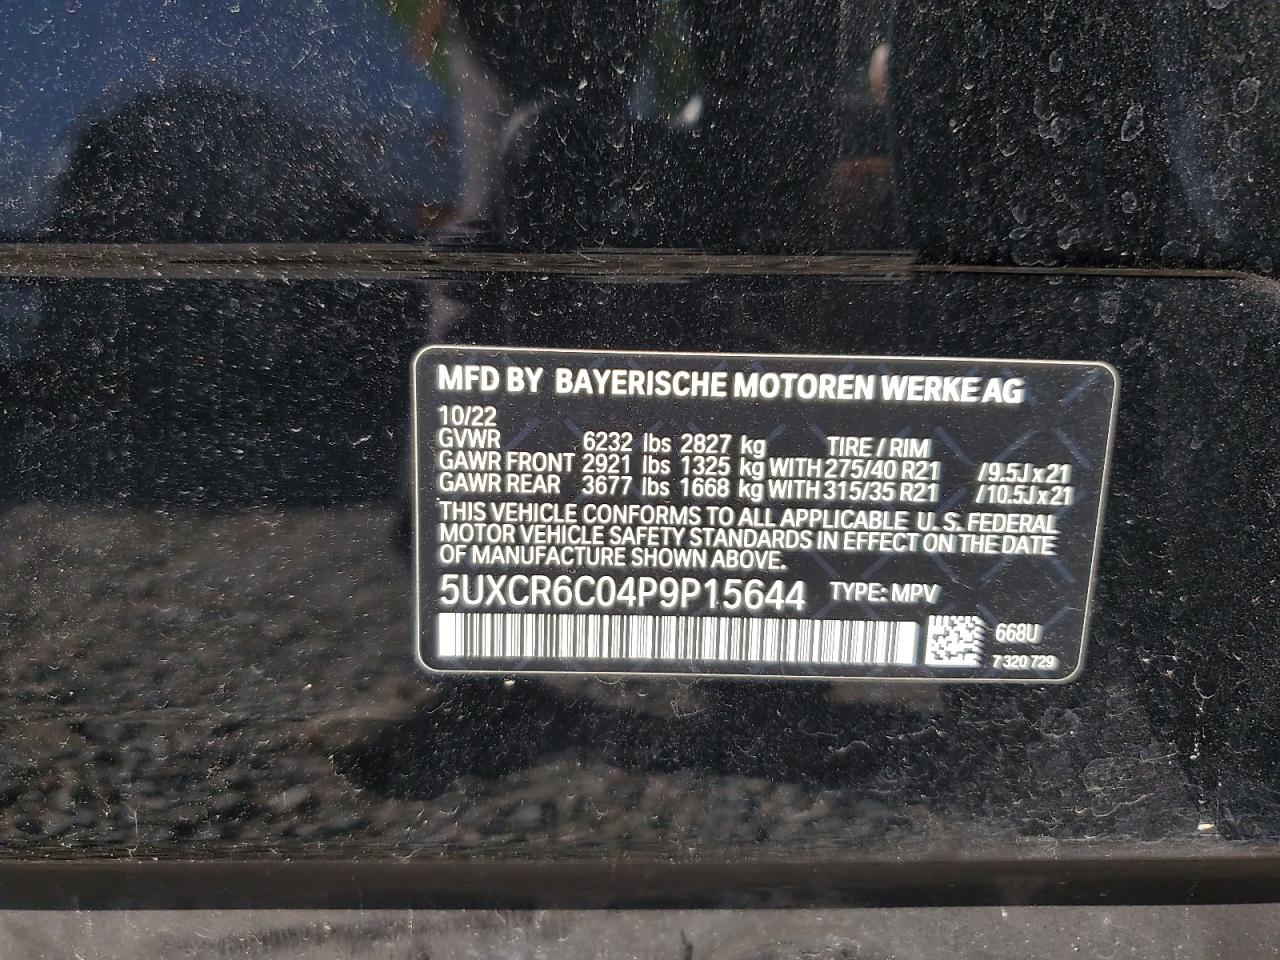 MFD BY BAYERISCHE MOTOREN WERKE AG
10/22
GVWR 6232 lbs 2827 kg TIRE / RIM
GAWR FRONT 2921 lbs 1325 kg WITH 275/40 R21 /9.5J x 21
GAWR REAR 3677 lbs 1668 kg WITH 315/35 R21 /10.5J x 21
THIS VEHICLE CONFORMS TO ALL APPLICABLE U.S. FEDERAL
MOTOR VEHICLE SAFETY STANDARDS IN EFFECT ON THE DATE
OF MANUFACTURE SHOWN ABOVE.
5UXCR6C04P9P15644 TYPE: MPV
668U
7 320 729